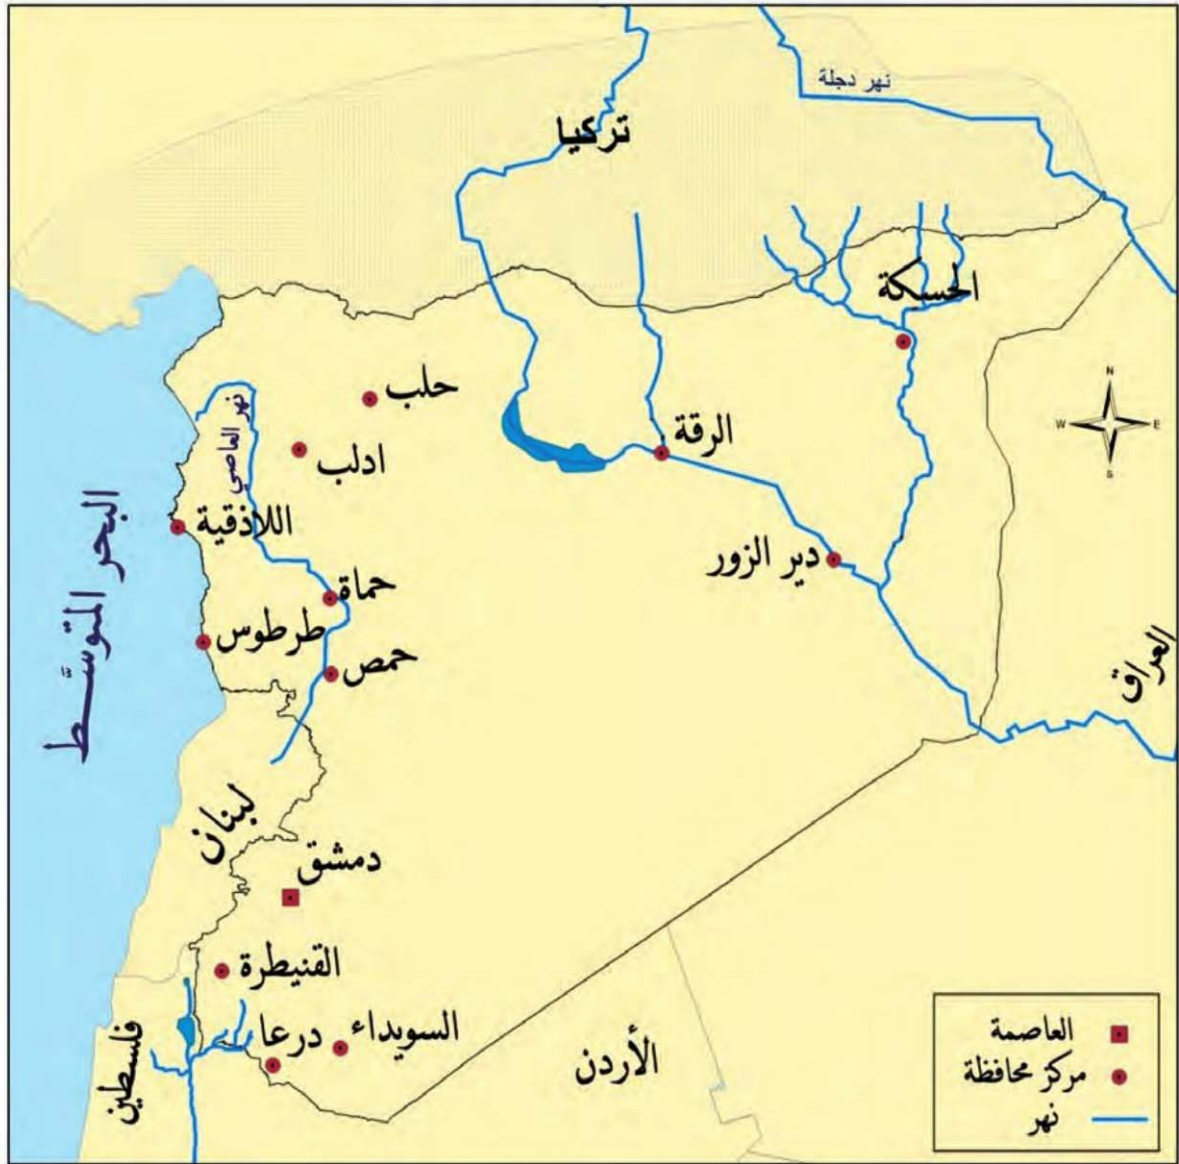 نهر دجلة
تركيا
الحسكة
N
W
E
S
حلب
نهر العاصي
الرقة
ادلب
البحر المتوسّط
اللاذقية
دير الزور
حماة
طرطوس
حمص
العراق
لبنان
دمشق
القنيطرة
السويداء
درعا
فلسطين
الأردن
العاصمة
مركز محافظة
نهر